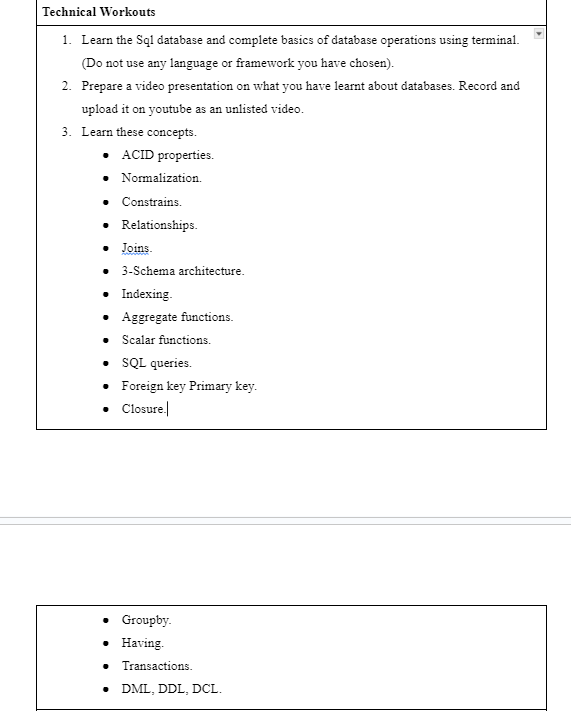 Technical Workouts
1. Learn the Sql database and complete basics of database operations using terminal.
(Do not use any language or framework you have chosen).
2. Prepare a video presentation on what you have learnt about databases. Record and
upload it on youtube as an unlisted video.
3. Learn these concepts.
• ACID properties.
• Normalization.
• Constrains.
• Relationships.
• Joins.
• 3-Schema architecture.
• Indexing.
• Aggregate functions.
• Scalar functions.
• SQL queries.
• Foreign key Primary key.
• Closure.
• Groupby.
• Having.
• Transactions.
• DML, DDL, DCL.